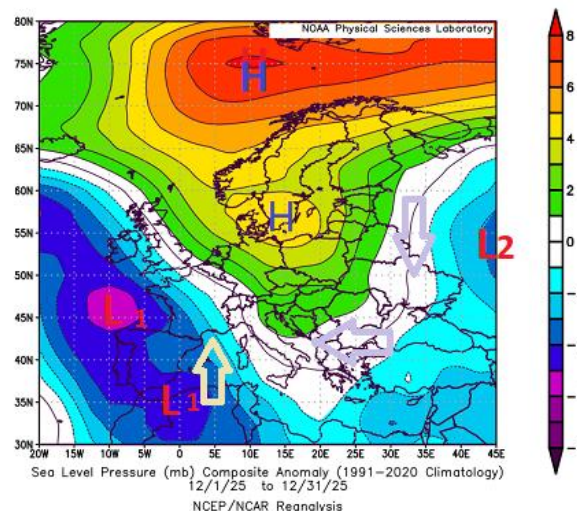 NOAA Physical Sciences Laboratory
80N
75N
70N
65N
60N
55N
50N
45N
40N
35N
30N
20W
15W
10W
5W
0
5E
10E
15E
20E
25E
30E
35E
40E
45E
H
H
L1
L1
L2
8
6
4
2
0
Sea Level Pressure (mb) Composite Anomaly (1991-2020 Climatology)
12/1/25 to 12/31/25
NCEP/NCAR Reanalysis